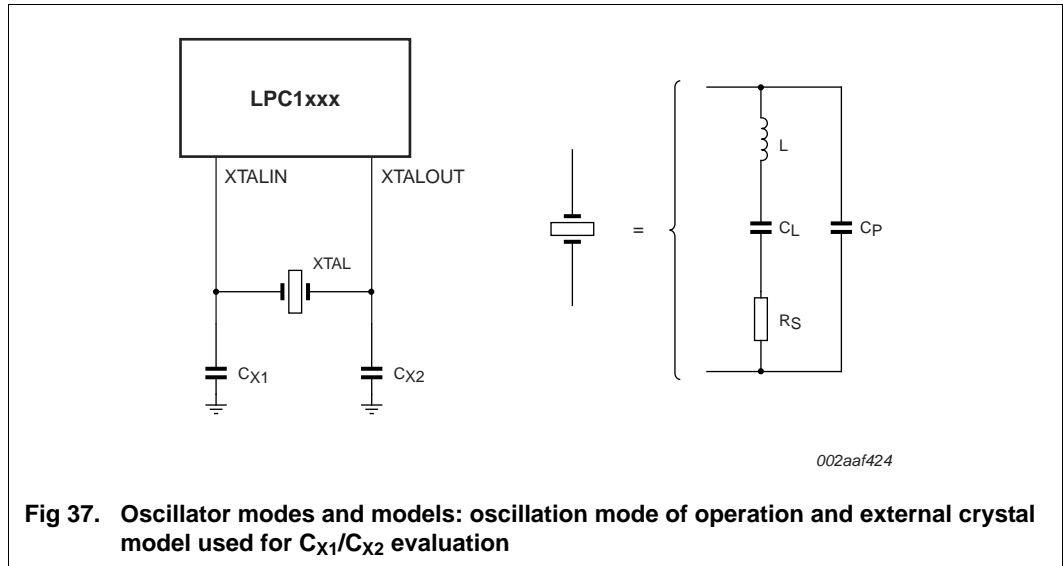 LPC1xxx
XTALIN
XTALOUT
XTAL
CX1
CX2
=
L
CL
CP
RS
002aaf424
Fig 37. Oscillator modes and models: oscillation mode of operation and external crystal
model used for CX1/CX2 evaluation